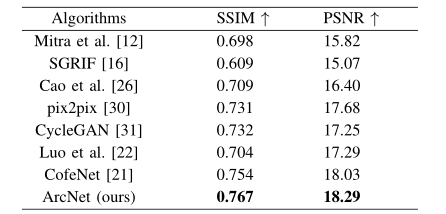 Algorithms SSIM ↑ PSNR ↑
Mitra et al. [12] 0.698 15.82
SGRIF [16] 0.609 15.07
Cao et al. [26] 0.709 16.40
pix2pix [30] 0.731 17.68
CycleGAN [31] 0.732 17.25
Luo et al. [22] 0.704 17.29
CofeNet [21] 0.754 18.03
ArcNet (ours) 0.767 18.29